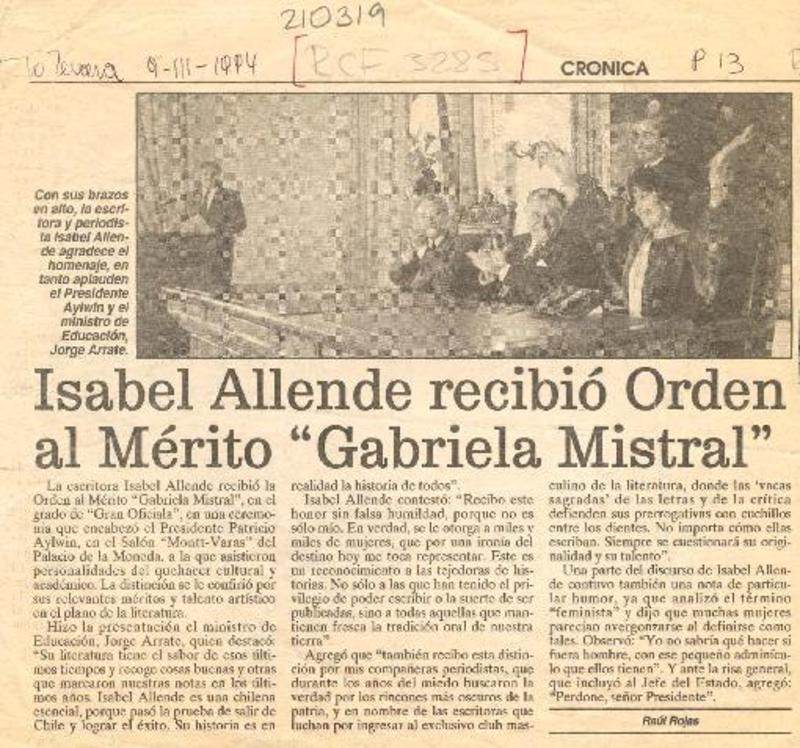 210319
La Tercera 9-III-1994 [RCF 3285] CRONICA P 13
Con sus brazos
en alto, la escri-
tora y periodis-
ta Isabel Allen-
de agradece el
homenaje, en
tanto aplauden
el Presidente
Aylwin y el
ministro de
Educación,
Jorge Arrate.
Isabel Allende recibió Orden
al Mérito “Gabriela Mistral”
La escritora Isabel Allende recibió la
Orden al Mérito “Gabriela Mistral”, en el
grado de “Gran Oficiala”, en una ceremo-
nia que encabezó el Presidente Patricio
Aylwin, en el Salón “Montt-Varas” del
Palacio de la Moneda, a la que asistieron
personalidades del quehacer cultural y
académico. La distinción se le confirió por
sus relevantes méritos y talento artístico
en el plano de la literatura.
Hizo la presentación el ministro de
Educación, Jorge Arrate, quien destacó:
“Su literatura tiene el sabor de esos últi-
mos tiempos y recoge cosas buenas y otras
que marcaron nuestras notas en los últi-
mos años. Isabel Allende es una chilena
esencial, porque pasó la prueba de salir de
Chile y lograr el éxito. Su historia es en
realidad la historia de todos”.
Isabel Allende contestó: “Recibo este
honor sin falsa humildad, porque no es
sólo mío. En verdad, se le otorga a miles y
miles de mujeres, que por una ironía del
destino hoy me toca representar. Este es
un reconocimiento a las tejedoras de his-
torias. No sólo a las que han tenido el pri-
vilegio de poder escribir o la suerte de ser
publicadas, sino a todas aquellas que man-
tienen fresca la tradición oral de nuestra
tierra”
Agregó que “también recibo esta distin-
ción por mis compañeras periodistas, que
durante los años del miedo buscaron la
verdad por los rincones más oscuros de la
patria, y en nombre de las escritoras que
luchan por ingresar al exclusivo club mas-
culino de la literatura, donde las ‘vacas
sagradas’ de las letras y de la crítica
defienden sus prerrogativas con cuchillos
entre los dientes. No importa cómo ellas
escriban. Siempre se cuestionará su origi-
nalidad y su talento”.
Una parte del discurso de Isabel Allen-
de contuvo también una nota de particu-
lar humor, ya que analizó el término
“feminista” y dijo que muchas mujeres
parecían avergonzarse al definirse como
tales. Observó: “Yo no sabría qué hacer si
fuera hombre, con ese pequeño adminícu-
lo que ellos tienen”. Y ante la risa general,
que incluyó al Jefe del Estado, agregó:
“Perdone, señor Presidente”.
Raúl Rojas